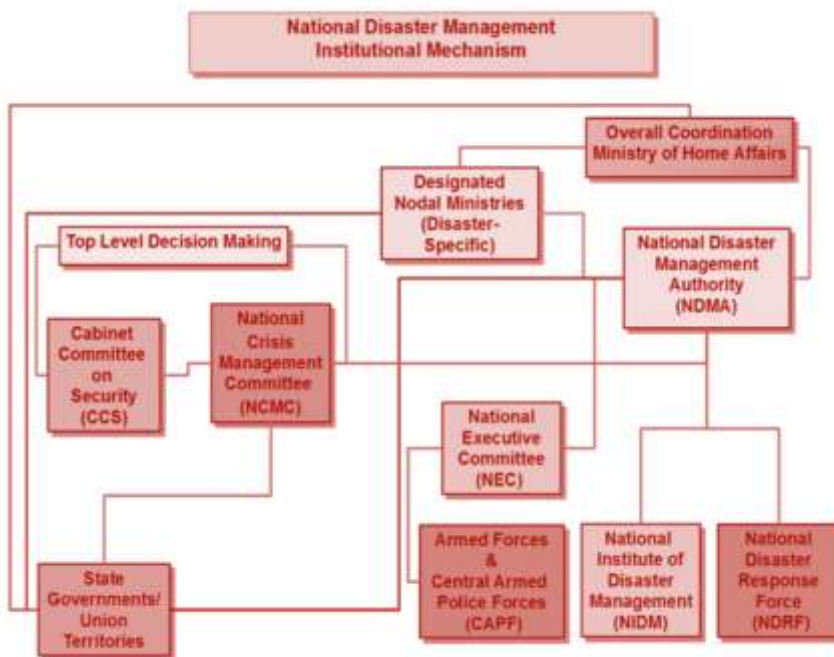 National Disaster Management
Institutional Mechanism
Overall Coordination
Ministry of Home Affairs
Designated
Nodal Ministries
(Disaster-
Specific)
Top Level Decision Making
National Disaster
Management
Authority
(NDMA)
Cabinet
Committee
on
Security
(CCS)
National
Crisis
Management
Committee
(NCMC)
National
Executive
Committee
(NEC)
State
Governments/
Union
Territories
Armed Forces
&
Central Armed
Police Forces
(CAPF)
National
Institute of
Disaster
Management
(NIDM)
National
Disaster
Response
Force
(NDRF)